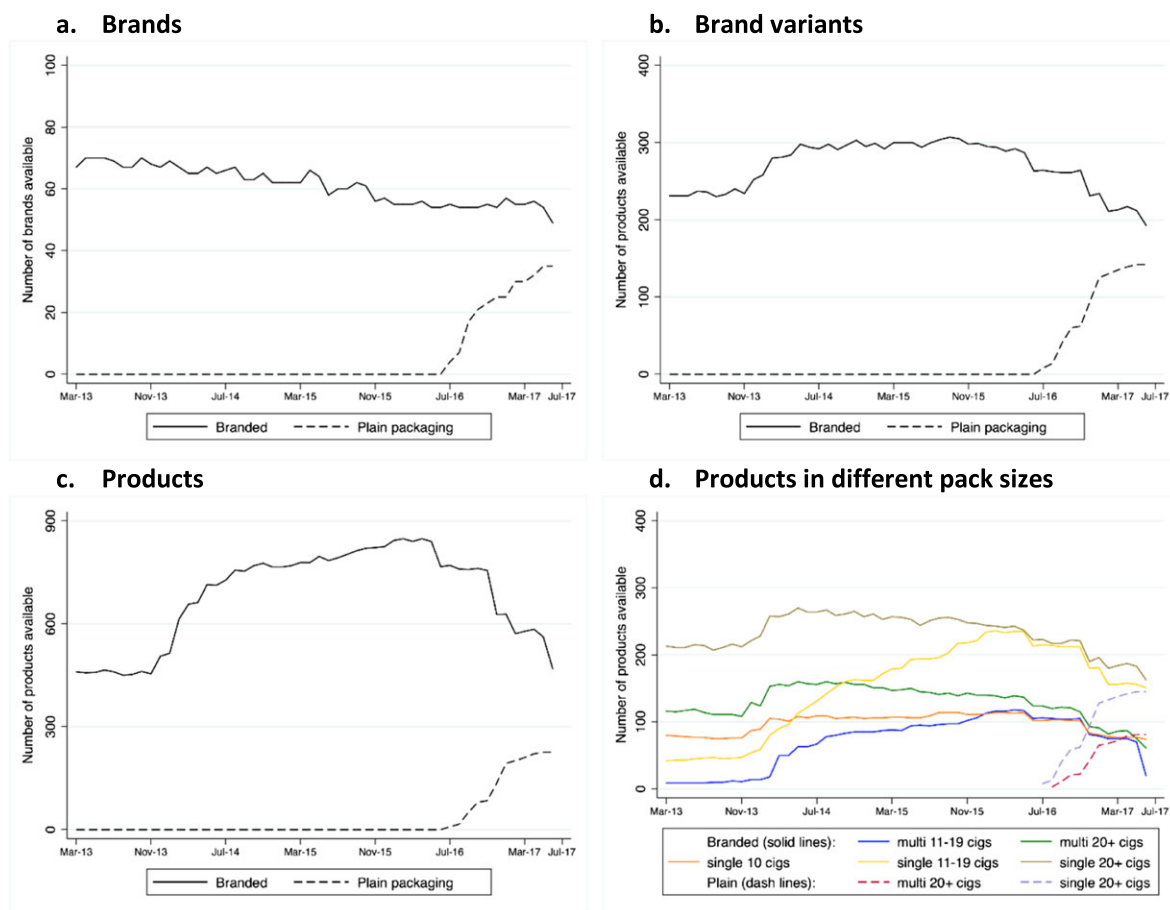 a. Brands
Number of brands available
100
80
60
40
20
0
Mar-13 Nov-13 Jul-14 Mar-15 Nov-15 Jul-16 Mar-17 Jul-17
Branded Plain packaging
b. Brand variants
Number of products available
400
300
200
100
0
Mar-13 Nov-13 Jul-14 Mar-15 Nov-15 Jul-16 Mar-17 Jul-17
Branded Plain packaging
c. Products
Number of products available
900
600
300
0
Mar-13 Nov-13 Jul-14 Mar-15 Nov-15 Jul-16 Mar-17 Jul-17
Branded Plain packaging
d. Products in different pack sizes
Number of products available
400
300
200
100
0
Mar-13 Nov-13 Jul-14 Mar-15 Nov-15 Jul-16 Mar-17 Jul-17
Branded (solid lines): multi 11-19 cigs multi 20+ cigs
single 10 cigs single 11-19 cigs single 20+ cigs
Plain (dash lines): multi 20+ cigs single 20+ cigs